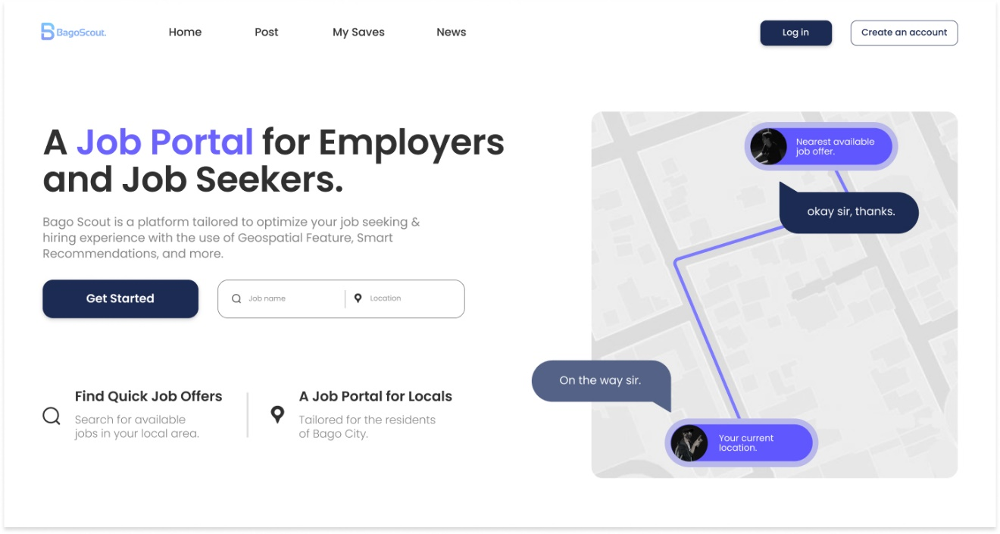 BagoScout.
Home
Post
My Saves
News
Log in
Create an account
A Job Portal for Employers
and Job Seekers.
Bago Scout is a platform tailored to optimize your job seeking &
hiring experience with the use of Geospatial Feature, Smart
Recommendations, and more.
Get Started
Job name
Location
Find Quick Job Offers
Search for available
jobs in your local area.
A Job Portal for Locals
Tailored for the residents
of Bago City.
Nearest available
job offer.
okay sir, thanks.
On the way sir.
Your current
location.